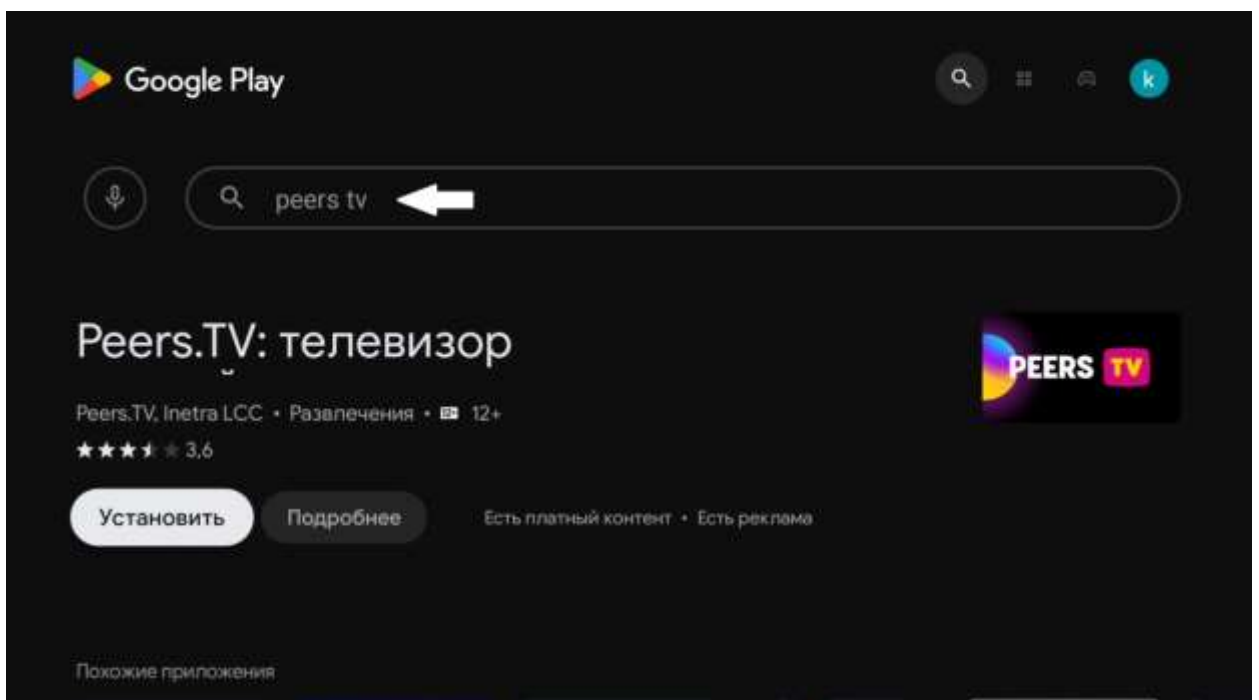 Google Play
k
peers tv
Peers.TV: телевизор
PEERS TV
Peers.TV, Inetra LCC • Развлечения • 12+
3,6
Установить
Подробнее
Есть платный контент • Есть реклама
Похожие приложения